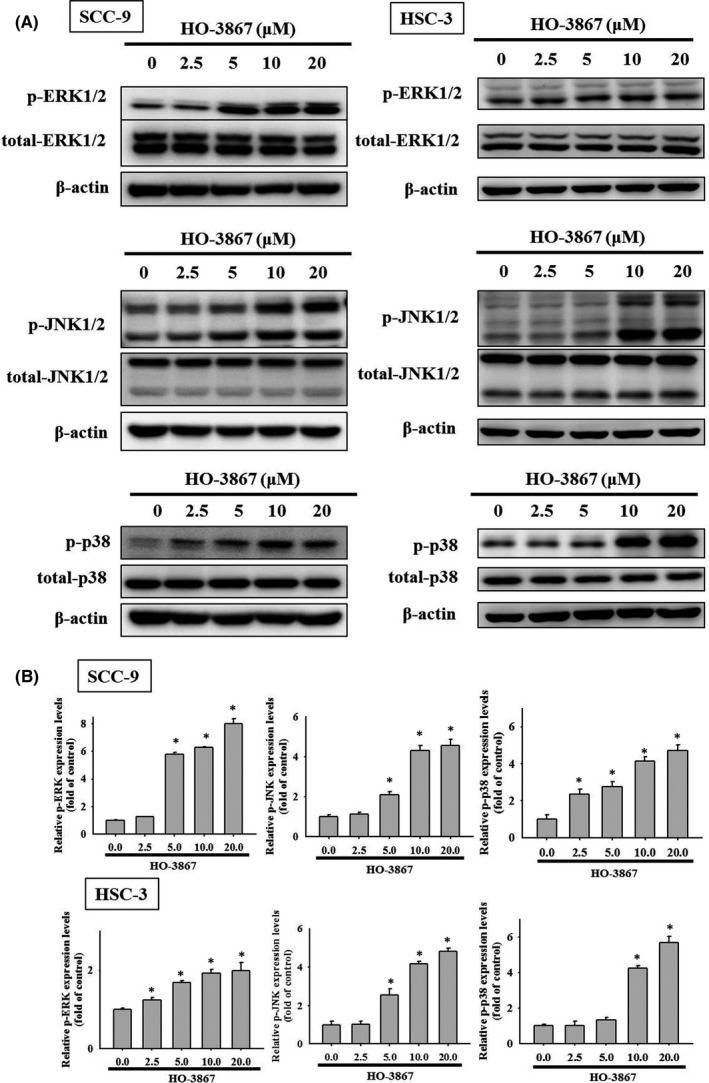 (A)
SCC-9
HO-3867 (μM)
0 2.5 5 10 20
p-ERK1/2
total-ERK1/2
β-actin
HO-3867 (μM)
0 2.5 5 10 20
p-JNK1/2
total-JNK1/2
β-actin
HO-3867 (μM)
0 2.5 5 10 20
p-p38
total-p38
β-actin
HSC-3
HO-3867 (μM)
0 2.5 5 10 20
p-ERK1/2
total-ERK1/2
β-actin
HO-3867 (μM)
0 2.5 5 10 20
p-JNK1/2
total-JNK1/2
β-actin
HO-3867 (μM)
0 2.5 5 10 20
p-p38
total-p38
β-actin
(B)
SCC-9
Relative p-ERK expression levels
(fold of control)
8
6
4
2
0
* * *
0.0 2.5 5.0 10.0 20.0
HO-3867
Relative p-JNK expression levels
(fold of control)
6
4
2
0
* * *
0.0 2.5 5.0 10.0 20.0
HO-3867
Relative p-p38 expression levels
(fold of control)
6
4
2
0
* * * *
0.0 2.5 5.0 10.0 20.0
HO-3867
HSC-3
Relative p-ERK expression levels
(fold of control)
2
0
* * * *
0.0 2.5 5.0 10.0 20.0
HO-3867
Relative p-JNK expression levels
(fold of control)
6
4
2
0
* * *
0.0 2.5 5.0 10.0 20.0
HO-3867
Relative p-p38 expression levels
(fold of control)
6
4
2
0
* *
0.0 2.5 5.0 10.0 20.0
HO-3867